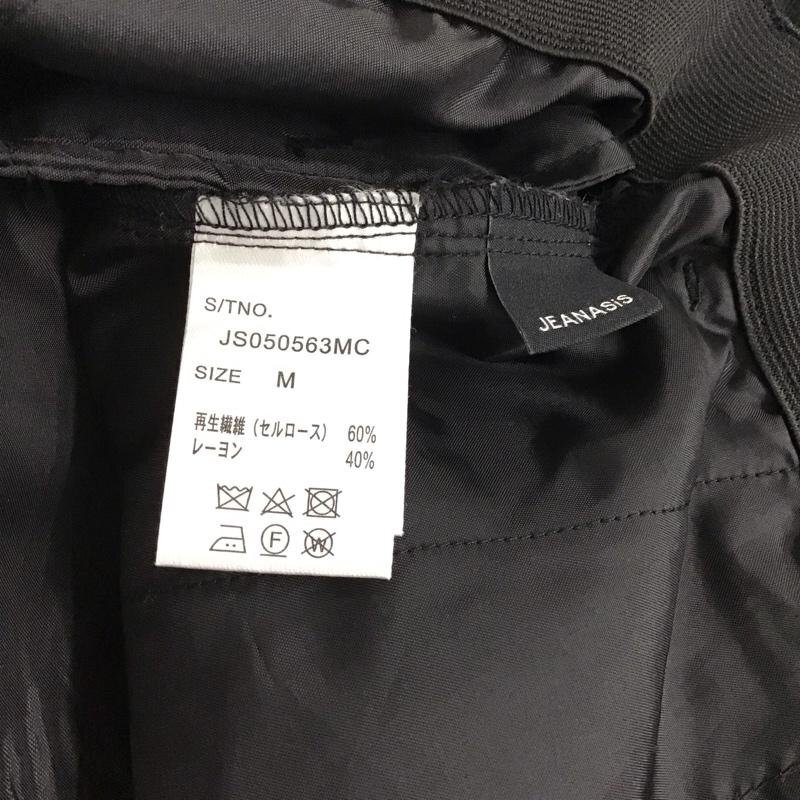 S/TNO.
JS050563MC
SIZE M
再生繊維（セルロース） 60%
レーヨン 40%
F
W
JEANASiS